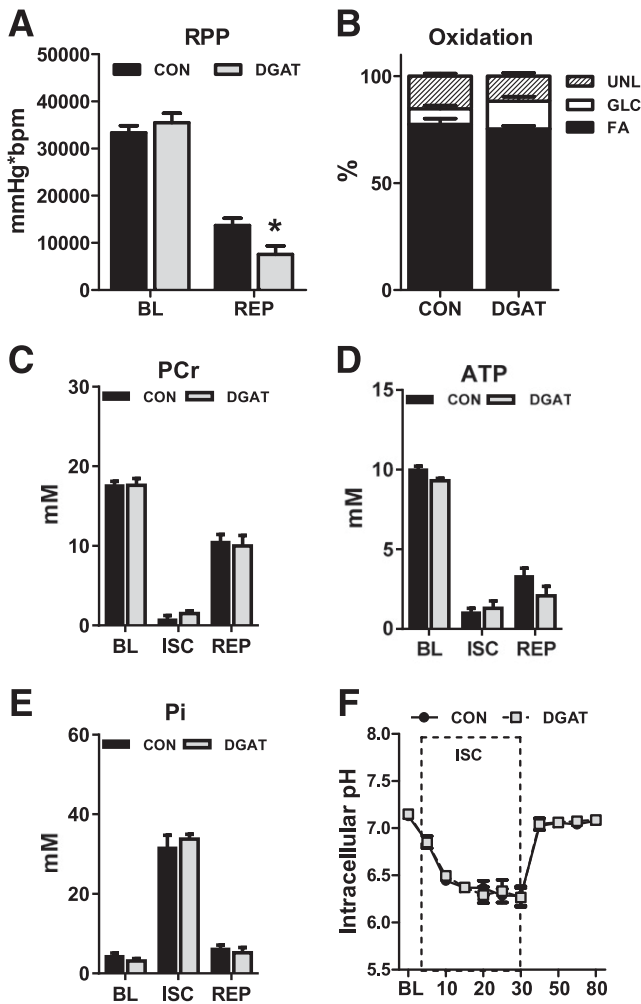 A
RPP
mmHg*bpm
50000
40000
30000
20000
10000
0
CON DGAT
*
BL REP
B
Oxidation
%
100
50
0
UNL
GLC
FA
CON DGAT
C
PCr
mM
30
20
10
0
CON DGAT
BL ISC REP
D
ATP
mM
15
10
5
0
CON DGAT
BL ISC REP
E
Pi
mM
60
40
20
0
CON DGAT
BL ISC REP
F
CON DGAT
Intracellular pH
8.0
7.5
7.0
6.5
6.0
5.5
ISC
BL 10 20 30 50 80